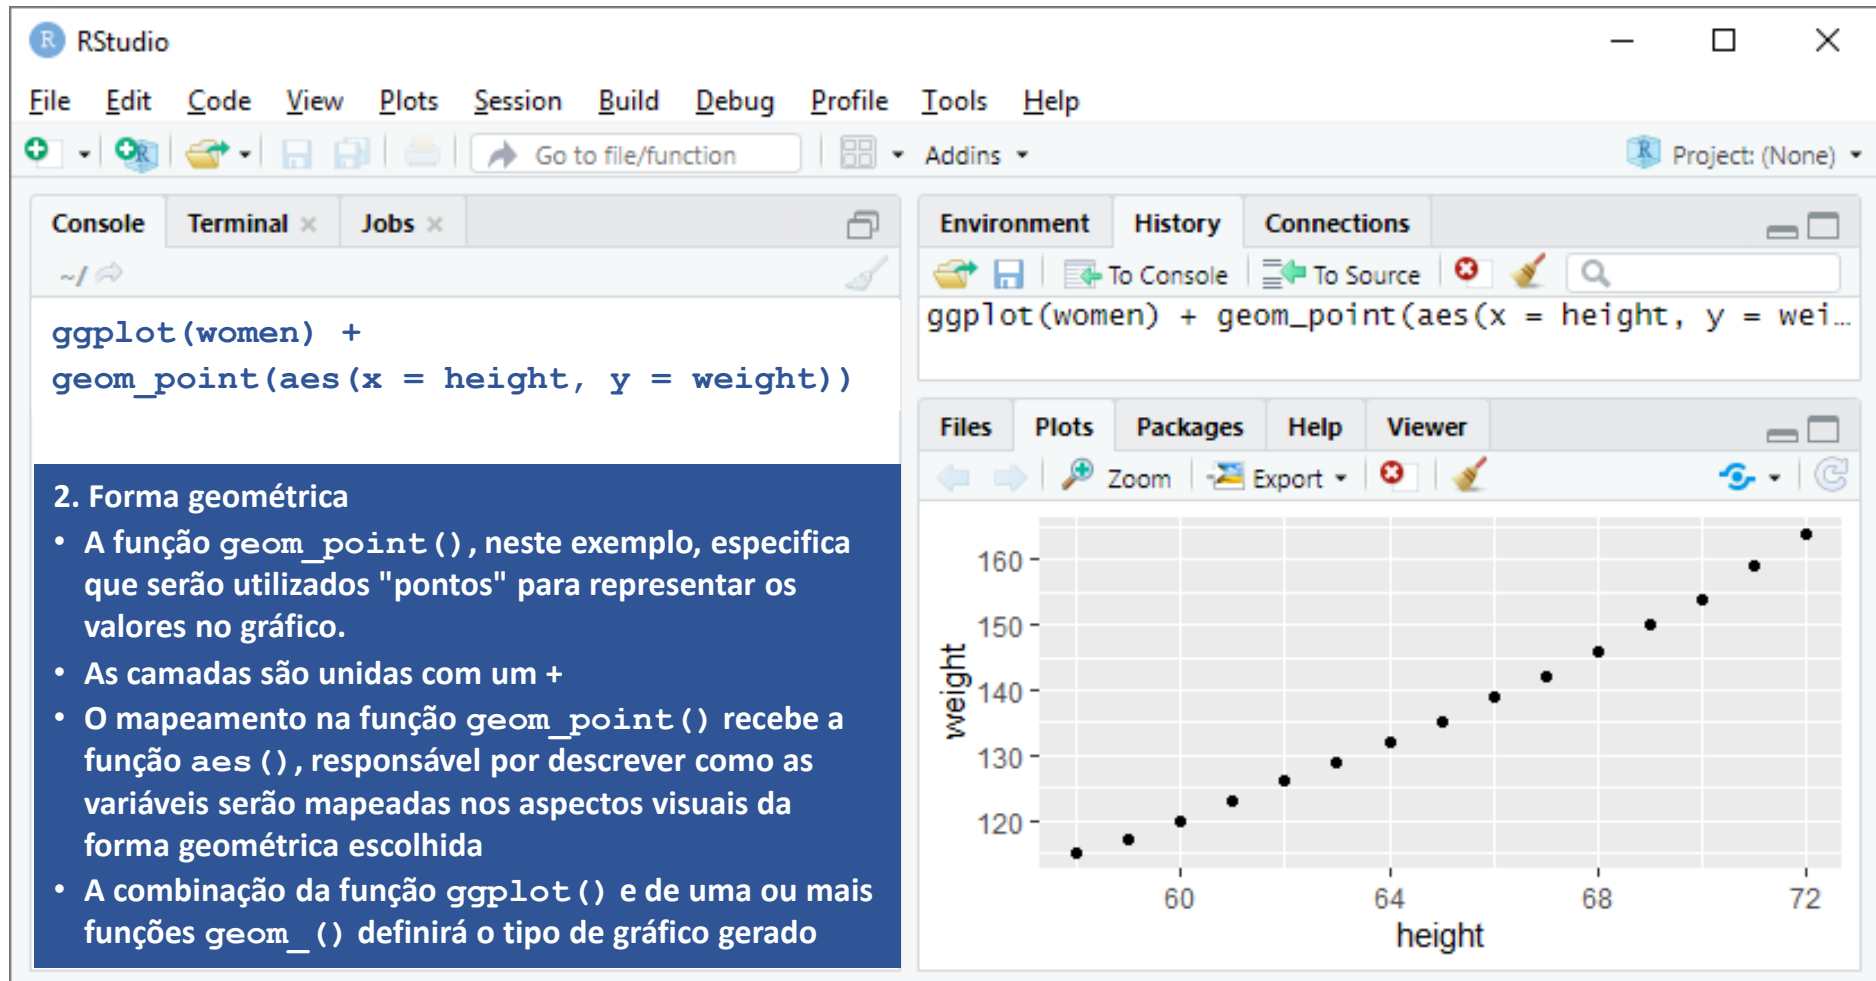 RStudio
File Edit Code View Plots Session Build Debug Profile Tools Help
Go to file/function Addins Project: (None)
Console Terminal Jobs
~/
ggplot(women) +
geom_point(aes(x = height, y = weight))
2. Forma geométrica
• A função geom_point(), neste exemplo, especifica
que serão utilizados "pontos" para representar os
valores no gráfico.
• As camadas são unidas com um +
• O mapeamento na função geom_point() recebe a
função aes(), responsável por descrever como as
variáveis serão mapeadas nos aspectos visuais da
forma geométrica escolhida
• A combinação da função ggplot() e de uma ou mais
funções geom_() definirá o tipo de gráfico gerado
Environment History Connections
To Console To Source
ggplot(women) + geom_point(aes(x = height, y = wei…
Files Plots Packages Help Viewer
Zoom Export
160
150
140
130
120
weight
60 64 68 72
height